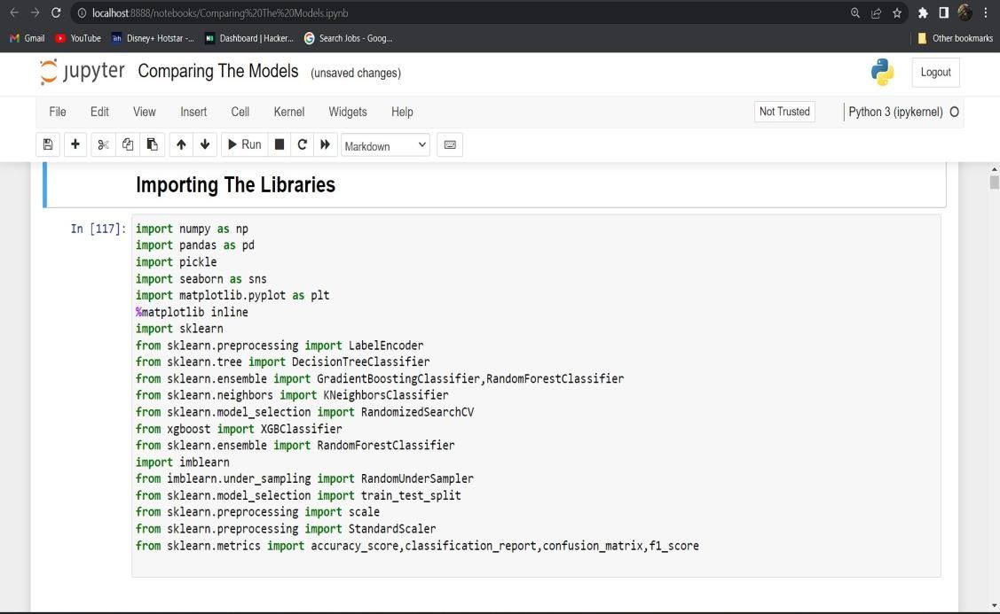 localhost:8888/notebooks/Comparing%20The%20Models.ipynb
Gmail YouTube Disney+ Hotstar -... Dashboard | Hacker... Search Jobs - Goog... Other bookmarks
jupyter Comparing The Models (unsaved changes) Logout
File Edit View Insert Cell Kernel Widgets Help Not Trusted Python 3 (ipykernel)
Run Markdown
Importing The Libraries
In [117]: import numpy as np
import pandas as pd
import pickle
import seaborn as sns
import matplotlib.pyplot as plt
%matplotlib inline
import sklearn
from sklearn.preprocessing import LabelEncoder
from sklearn.tree import DecisionTreeClassifier
from sklearn.ensemble import GradientBoostingClassifier,RandomForestClassifier
from sklearn.neighbors import KNeighborsClassifier
from sklearn.model_selection import RandomizedSearchCV
from xgboost import XGBClassifier
from sklearn.ensemble import RandomForestClassifier
import imblearn
from imblearn.under_sampling import RandomUnderSampler
from sklearn.model_selection import train_test_split
from sklearn.preprocessing import scale
from sklearn.preprocessing import StandardScaler
from sklearn.metrics import accuracy_score,classification_report,confusion_matrix,f1_score